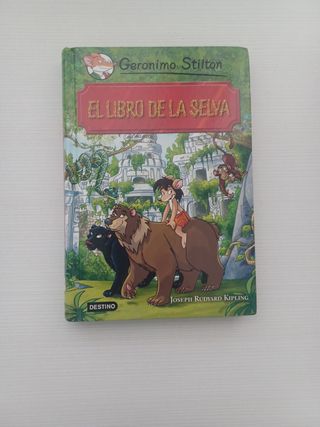 Geronimo Stilton
EL LIBRO DE LA SELVA
JOSEPH RUDYARD KIPLING
DESTINO